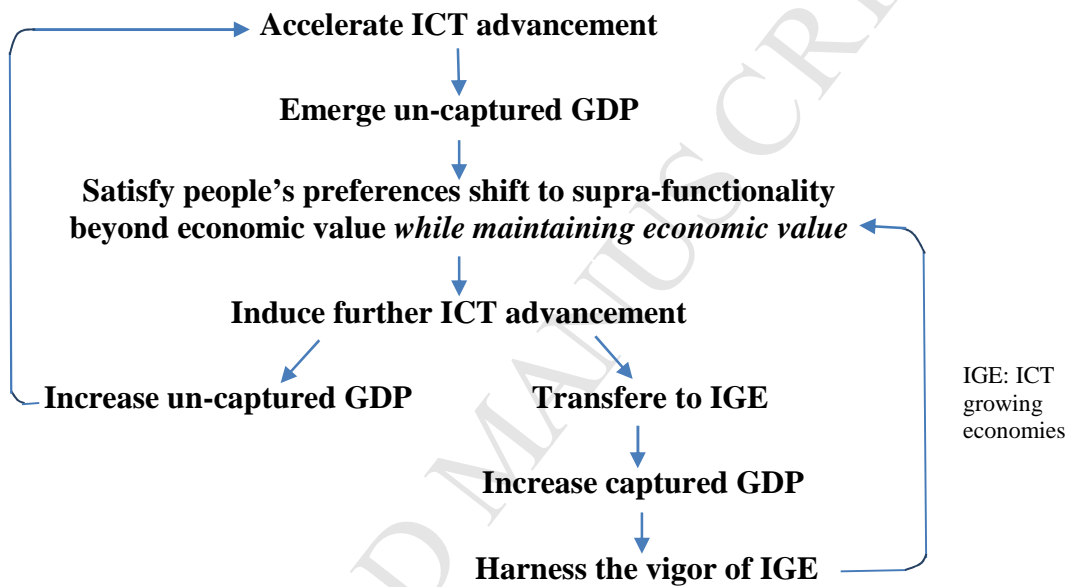 Accelerate ICT advancement
Emerge un-captured GDP
Satisfy people's preferences shift to supra-functionality
beyond economic value while maintaining economic value
Induce further ICT advancement
Increase un-captured GDP
Transfere to IGE
IGE: ICT
growing
economies
Increase captured GDP
Harness the vigor of IGE
D MANUSCRI